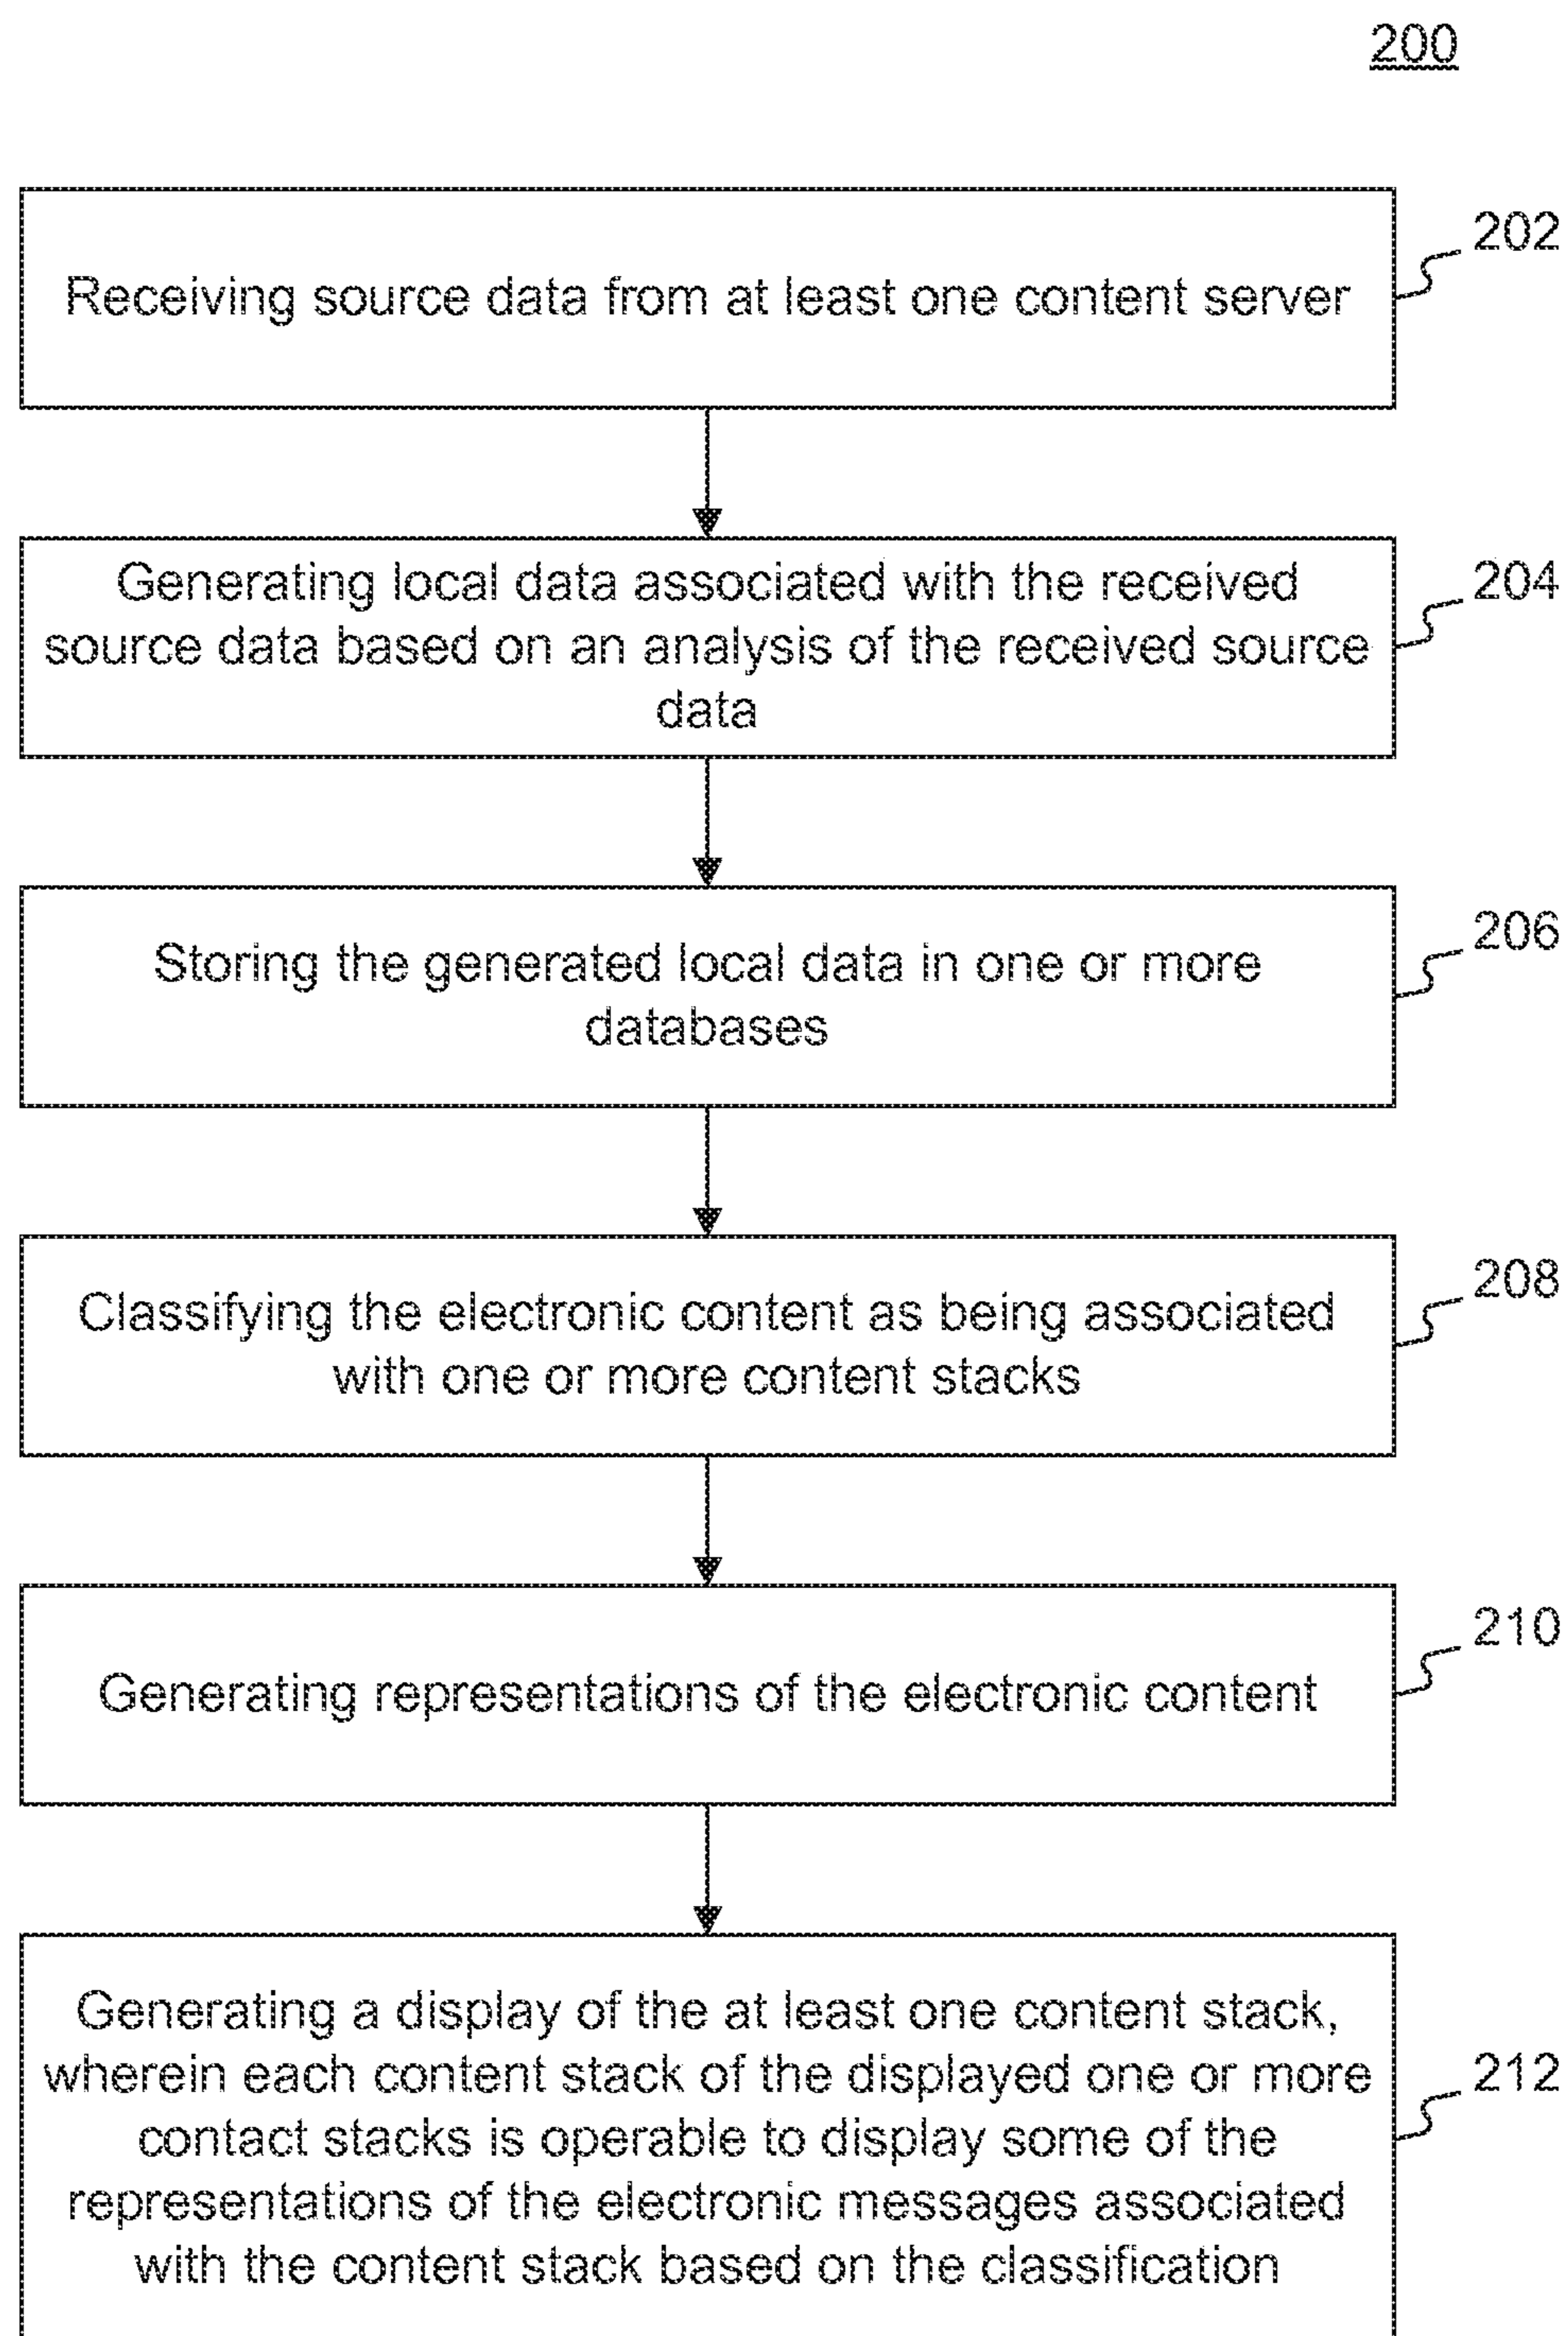 200
Receiving source data from at least one content server
202
Generating local data associated with the received
source data based on an analysis of the received source
data
204
Storing the generated local data in one or more
databases
206
Classifying the electronic content as being associated
with one or more content stacks
208
Generating representations of the electronic content
210
Generating a display of the at least one content stack,
wherein each content stack of the displayed one or more
contact stacks is operable to display some of the
representations of the electronic messages associated
with the content stack based on the classification
212